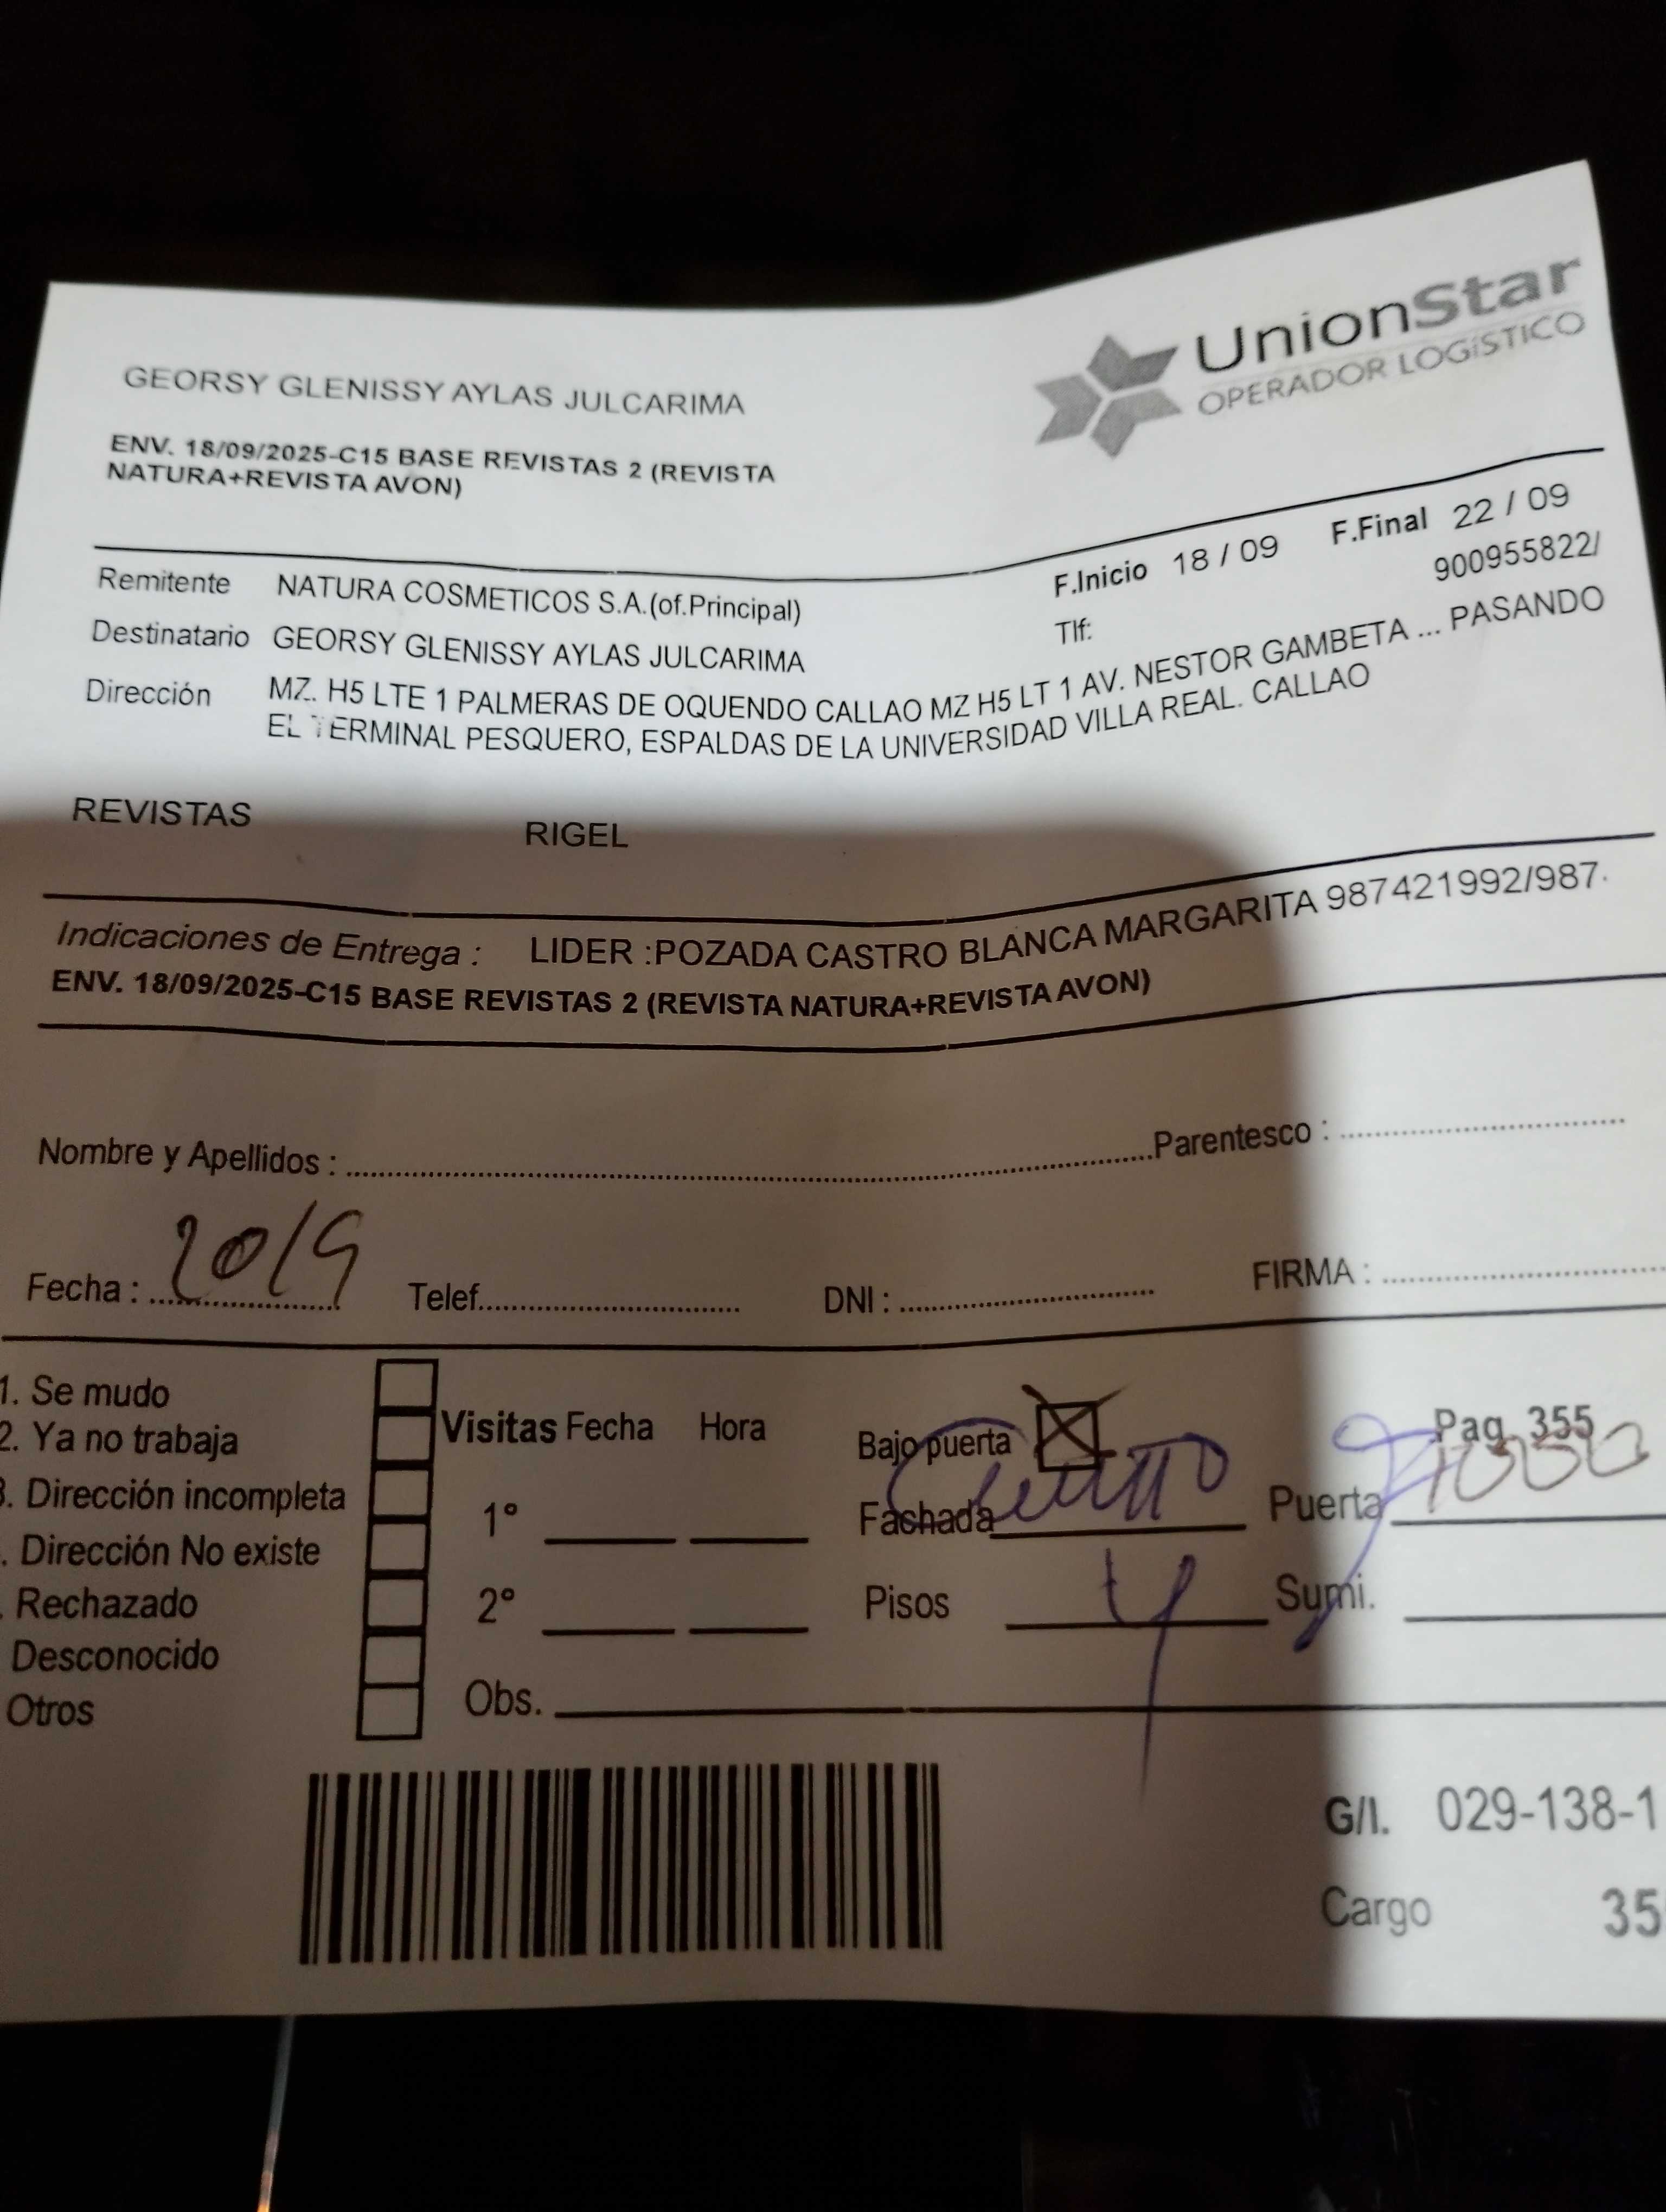 UnionStar
OPERADOR LOGíSTICO
GEORSY GLENISSY AYLAS JULCARIMA
ENV. 18/09/2025-C15 BASE REVISTAS 2 (REVISTA
NATURA+REVISTA AVON)
F.Inicio 18 / 09 F.Final 22 / 09
Remitente NATURA COSMETICOS S.A.(of.Principal)
Tlf: 900955822/
Destinatario GEORSY GLENISSY AYLAS JULCARIMA
Dirección MZ. H5 LTE 1 PALMERAS DE OQUENDO CALLAO MZ H5 LT 1 AV. NESTOR GAMBETA ... PASANDO
EL TERMINAL PESQUERO, ESPALDAS DE LA UNIVERSIDAD VILLA REAL. CALLAO
REVISTAS RIGEL
Indicaciones de Entrega : LIDER :POZADA CASTRO BLANCA MARGARITA 987421992/987.
ENV. 18/09/2025-C15 BASE REVISTAS 2 (REVISTA NATURA+REVISTA AVON)
Nombre y Apellidos : Parentesco :
Fecha : 20/9 Telef. DNI : FIRMA :
1. Se mudo
2. Ya no trabaja
3. Dirección incompleta
. Dirección No existe
. Rechazado
Desconocido
Otros
Visitas Fecha Hora
1°
2°
Obs.
Bajo puerta
Pag 355
Fachada Puerta
Pisos 4 Sumi.
G/I. 029-138-1
Cargo 35